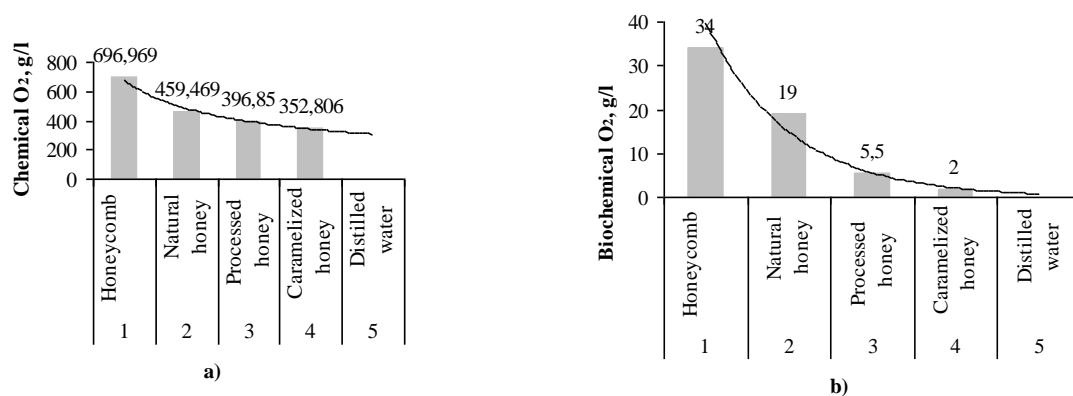 Chemical O2, g/l
800
600
400
200
0
696,969
459,469
396,85
352,806
Honeycomb
Natural
honey
Processed
honey
Caramelized
honey
Distilled
water
1
2
3
4
5
a)
Biochemical O2, g/l
40
30
20
10
0
34
19
5,5
2
Honeycomb
Natural
honey
Processed
honey
Caramelized
honey
Distilled
water
1
2
3
4
5
b)